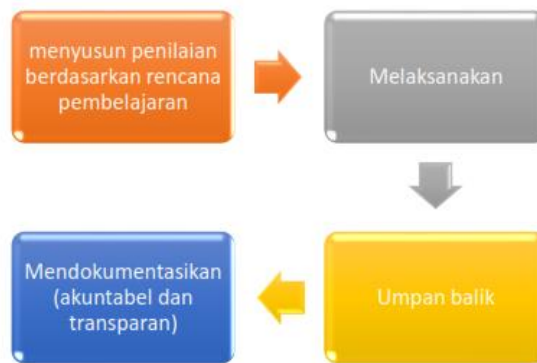 menyusun penilaian
berdasarkan rencana
pembelajaran
Melaksanakan
Umpan balik
Mendokumentasikan
(akuntabel dan
transparan)